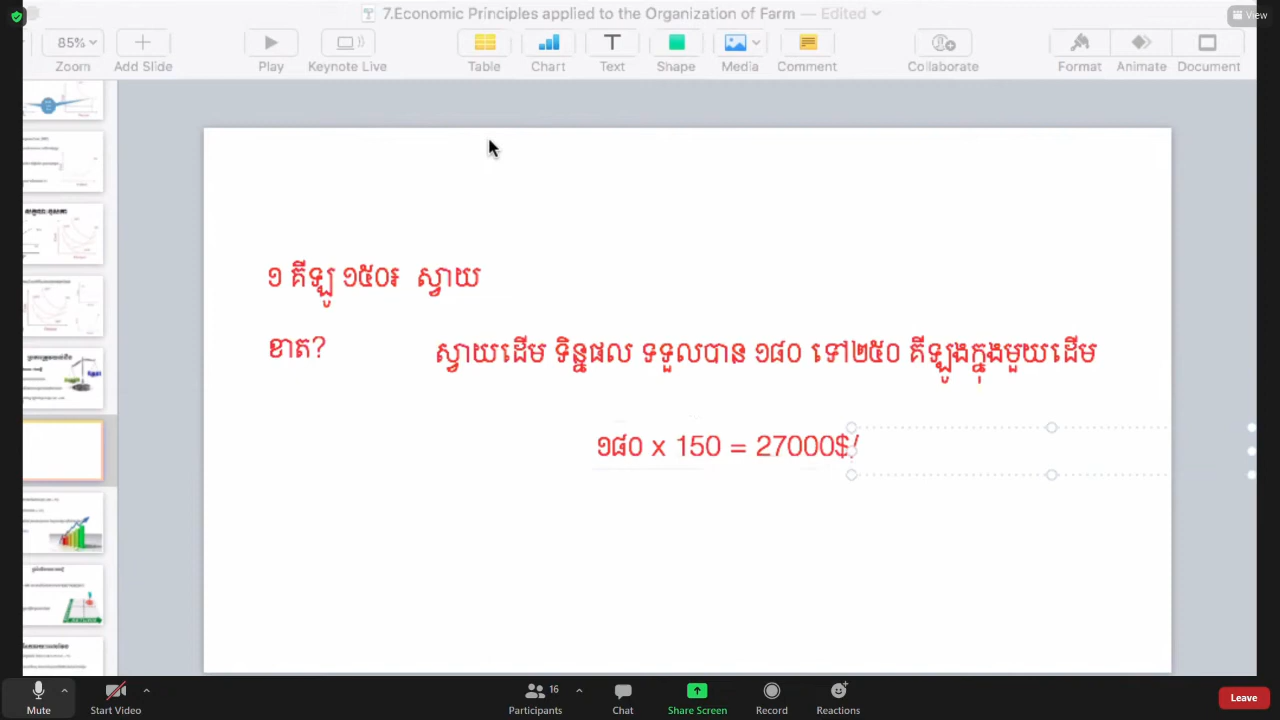 7.Economic Principles applied to the Organization of Farm — Edited
View
85%
Zoom
Add Slide
Play
Keynote Live
Table
Chart
Text
Shape
Media
Comment
Collaborate
Format
Animate
Document
១ គីឡូ ១៥០៛ ស្វាយ
ខាត?
ស្វាយដើម ទិន្នផល ទទួលបាន ១៨០ ទៅ២៥០ គីឡូងក្នុងមួយដើម
១៨០ x 150 = 27000$/
Mute
Start Video
16
Participants
Chat
Share Screen
Record
Reactions
Leave